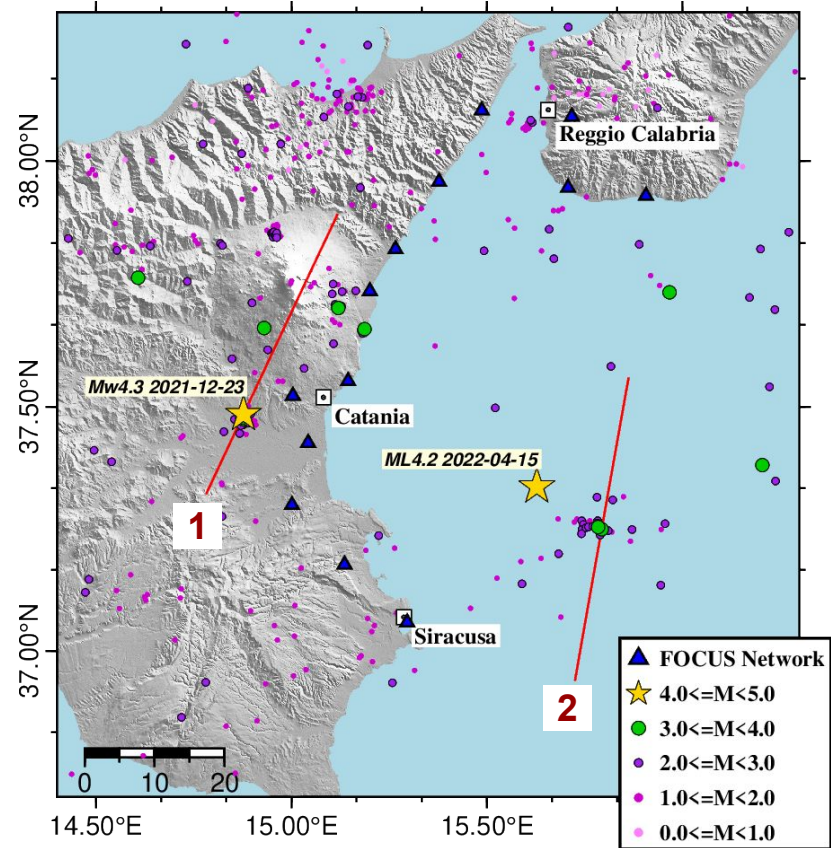 38.00°N
37.50°N
37.00°N
14.50°E
15.00°E
15.50°E
Reggio Calabria
Mw4.3 2021-12-23
Catania
ML4.2 2022-04-15
1
Siracusa
2
0
10
20
FOCUS Network
4.0<=M<5.0
3.0<=M<4.0
2.0<=M<3.0
1.0<=M<2.0
0.0<=M<1.0